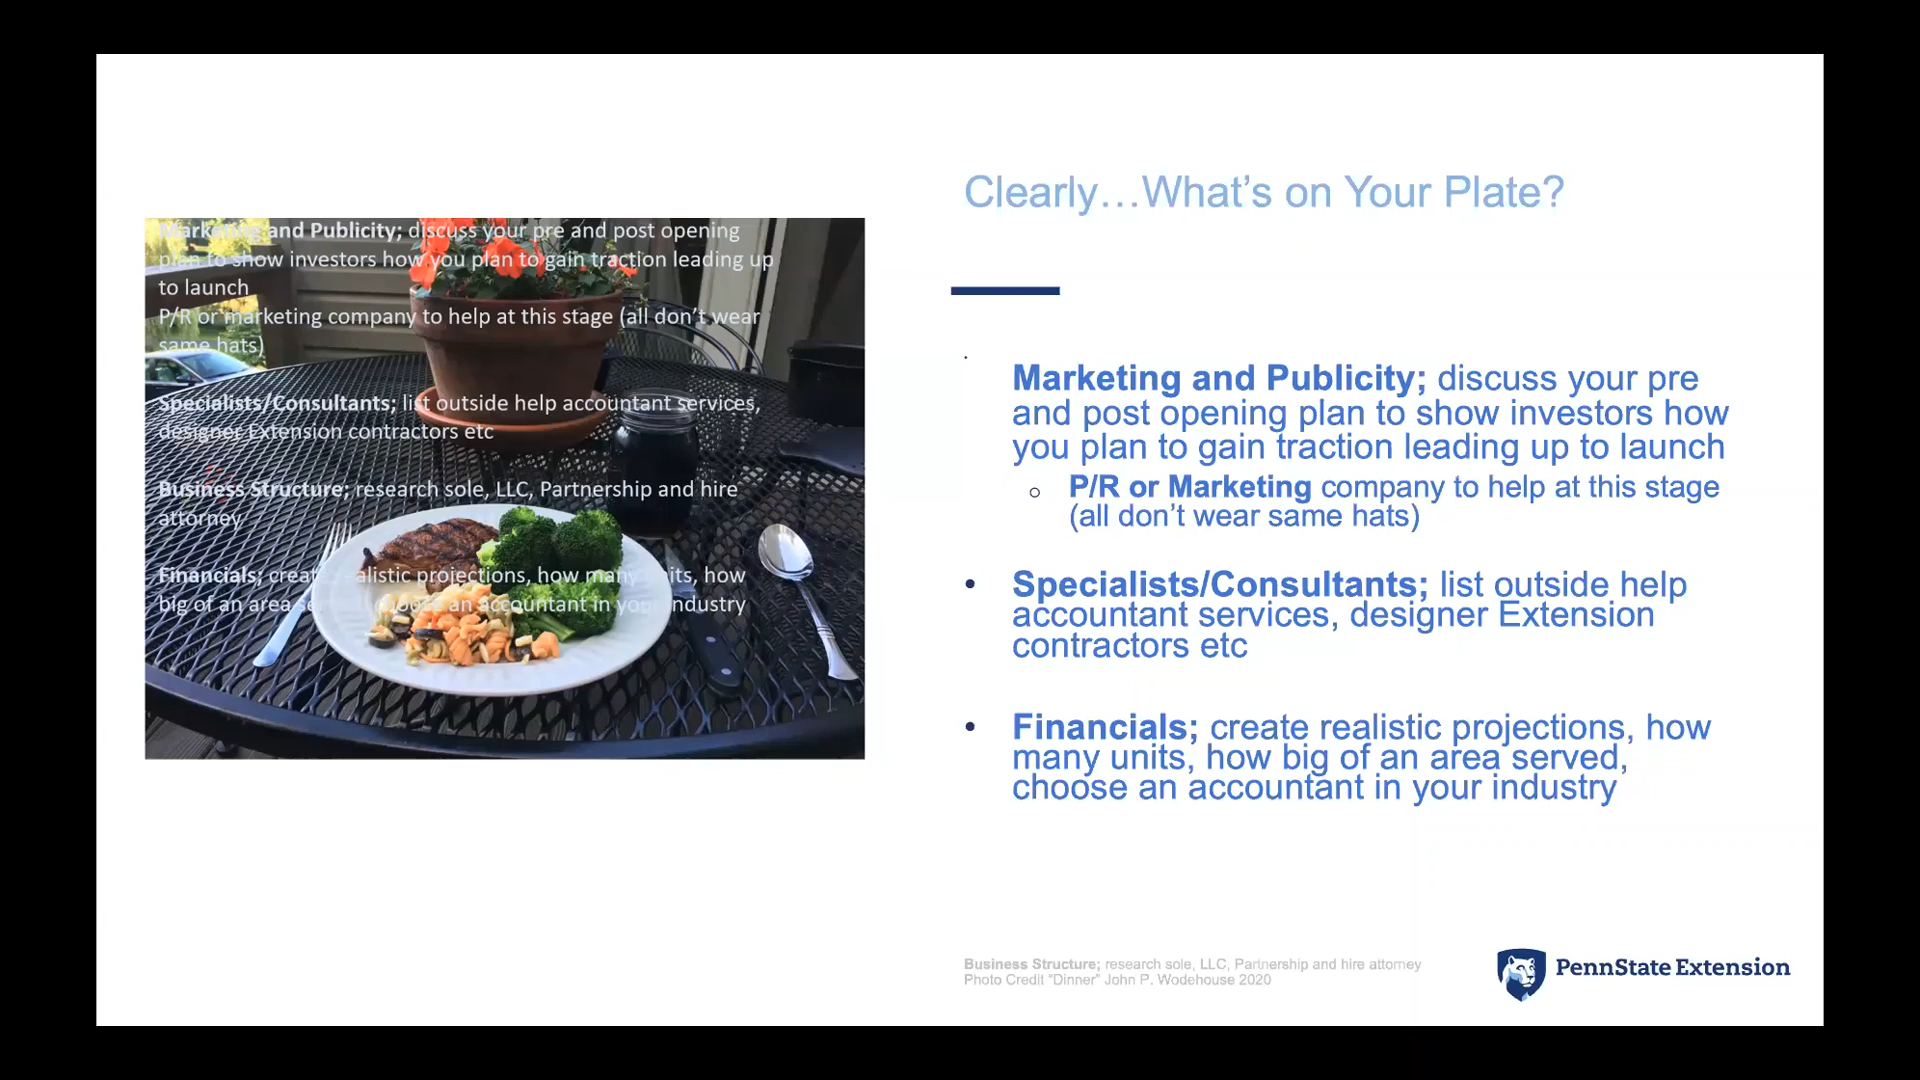 Marketing and Publicity; discuss your pre and post opening
plan to show investors how you plan to gain traction leading up
to launch
P/R or marketing company to help at this stage (all don’t wear
same hats)
Specialists/Consultants; list outside help accountant services,
designer Extension contractors etc
Business Structure; research sole, LLC, Partnership and hire
attorney
Financials; create realistic projections, how many units, how
big of an area served, choose an accountant in your industry
Clearly…What’s on Your Plate?
Marketing and Publicity; discuss your pre
and post opening plan to show investors how
you plan to gain traction leading up to launch
P/R or Marketing company to help at this stage
(all don’t wear same hats)
• Specialists/Consultants; list outside help
accountant services, designer Extension
contractors etc
• Financials; create realistic projections, how
many units, how big of an area served,
choose an accountant in your industry
Business Structure; research sole, LLC, Partnership and hire attorney
Photo Credit "Dinner" John P. Wodehouse 2020
PennState Extension